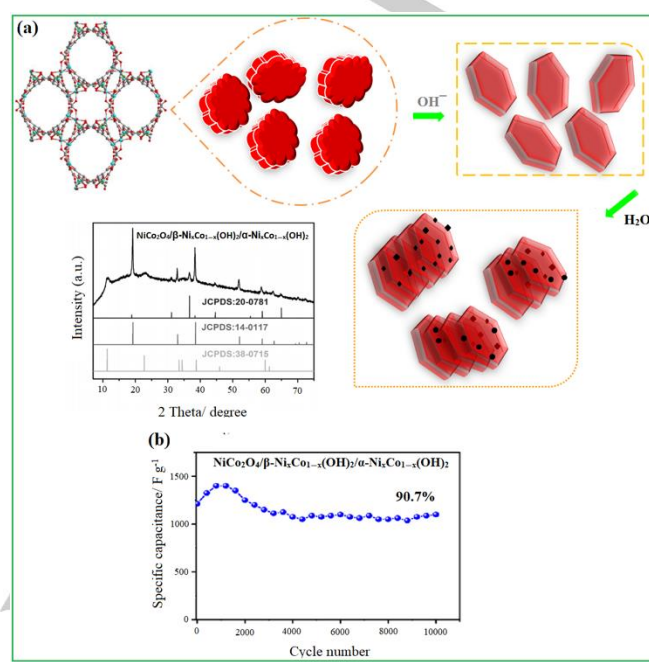 (a)
OH⁻
H₂O
NiCo₂O₄/β-NiₓCo₁₋ₓ(OH)₂/α-NiₓCo₁₋ₓ(OH)₂
JCPDS:20-0781
JCPDS:14-0117
JCPDS:38-0715
Intensity (a.u.)
10 20 30 40 50 60 70
2 Theta/ degree
(b)
NiCo₂O₄/β-NiₓCo₁₋ₓ(OH)₂/α-NiₓCo₁₋ₓ(OH)₂
90.7%
Specific capacitance/ F g⁻¹
1500
1000
500
0
0 2000 4000 6000 8000 10000
Cycle number